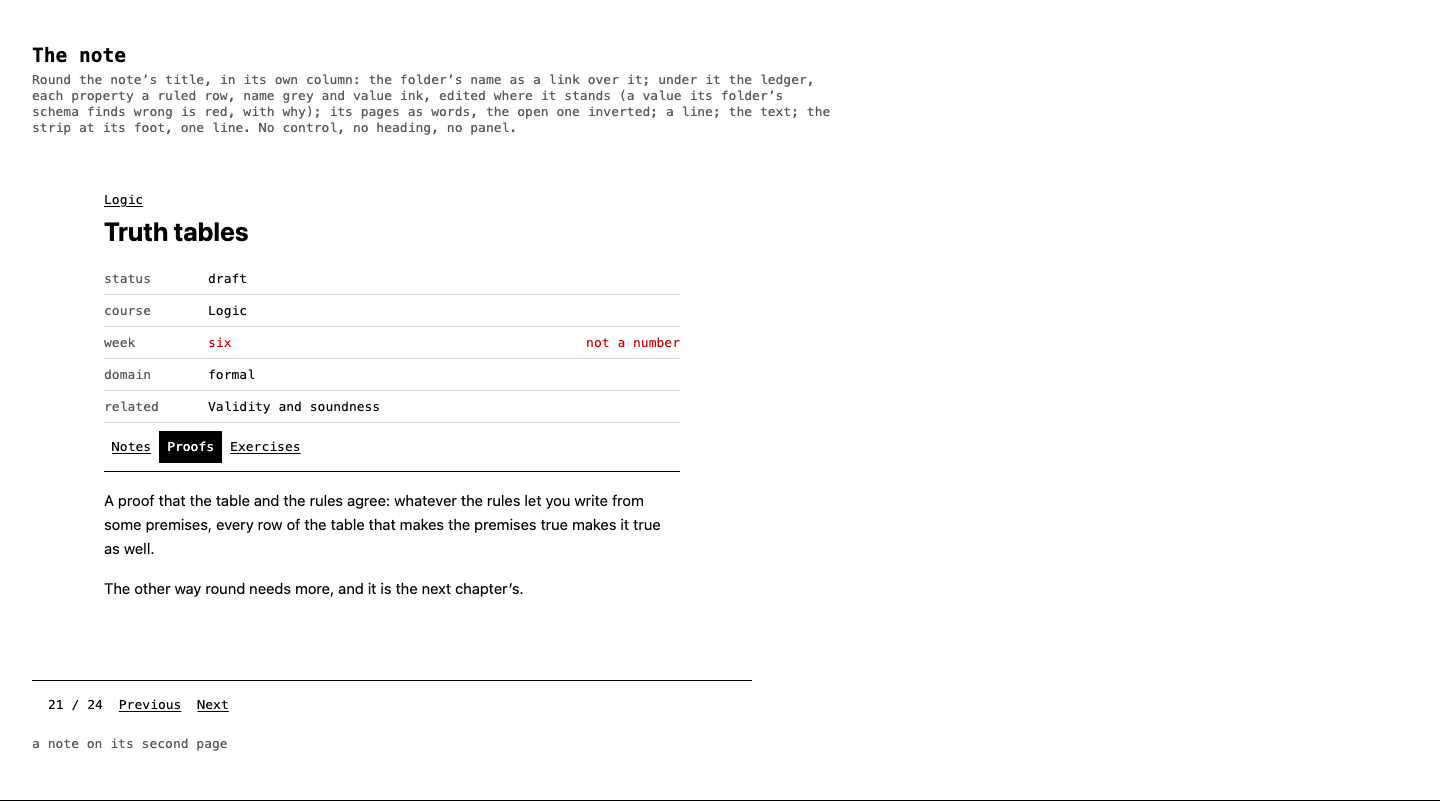 The note
Round the note’s title, in its own column: the folder’s name as a link over it; under it the ledger,
each property a ruled row, name grey and value ink, edited where it stands (a value its folder’s
schema finds wrong is red, with why); its pages as words, the open one inverted; a line; the text; the
strip at its foot, one line. No control, no heading, no panel.
Logic
Truth tables
status draft
course Logic
week six not a number
domain formal
related Validity and soundness
Notes Proofs Exercises
A proof that the table and the rules agree: whatever the rules let you write from
some premises, every row of the table that makes the premises true makes it true
as well.
The other way round needs more, and it is the next chapter’s.
21 / 24 Previous Next
a note on its second page